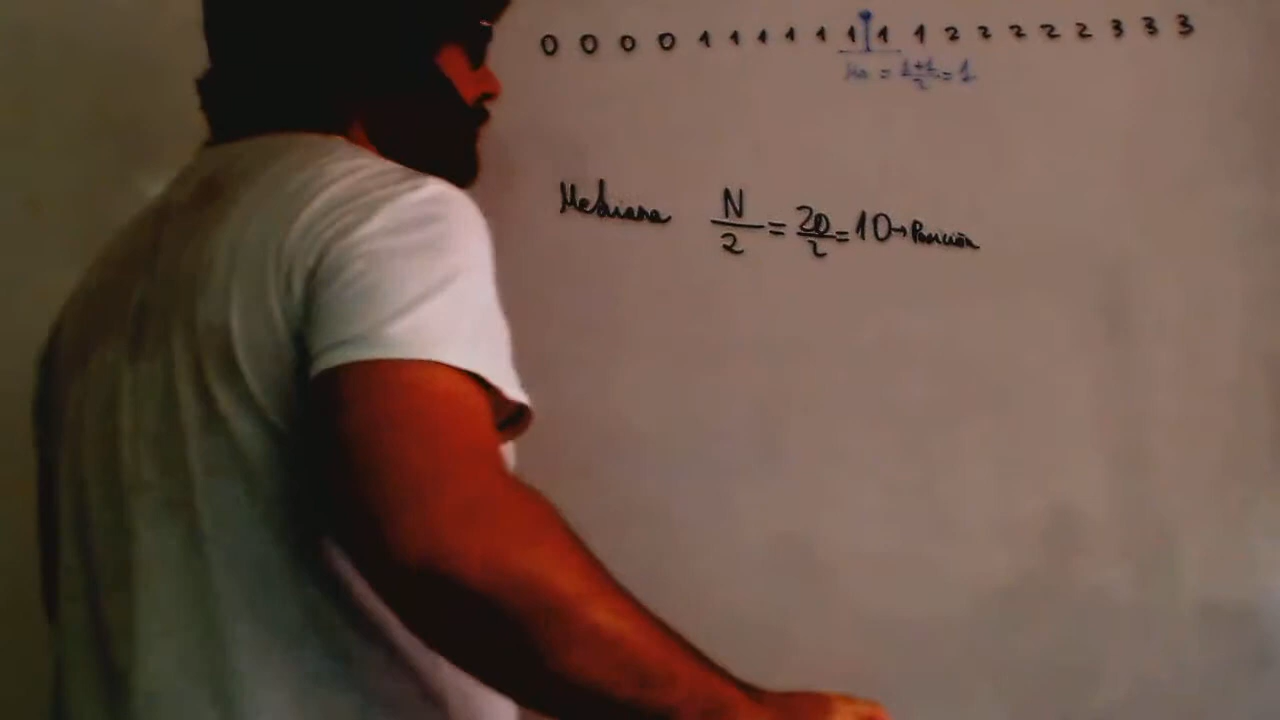 0 0 0 0 1 1 1 1 1 1 1 1 2 2 2 2 2 3 3 3
Me = 1+1/2 = 1
Mediana N/2 = 20/2 = 10 → Posición